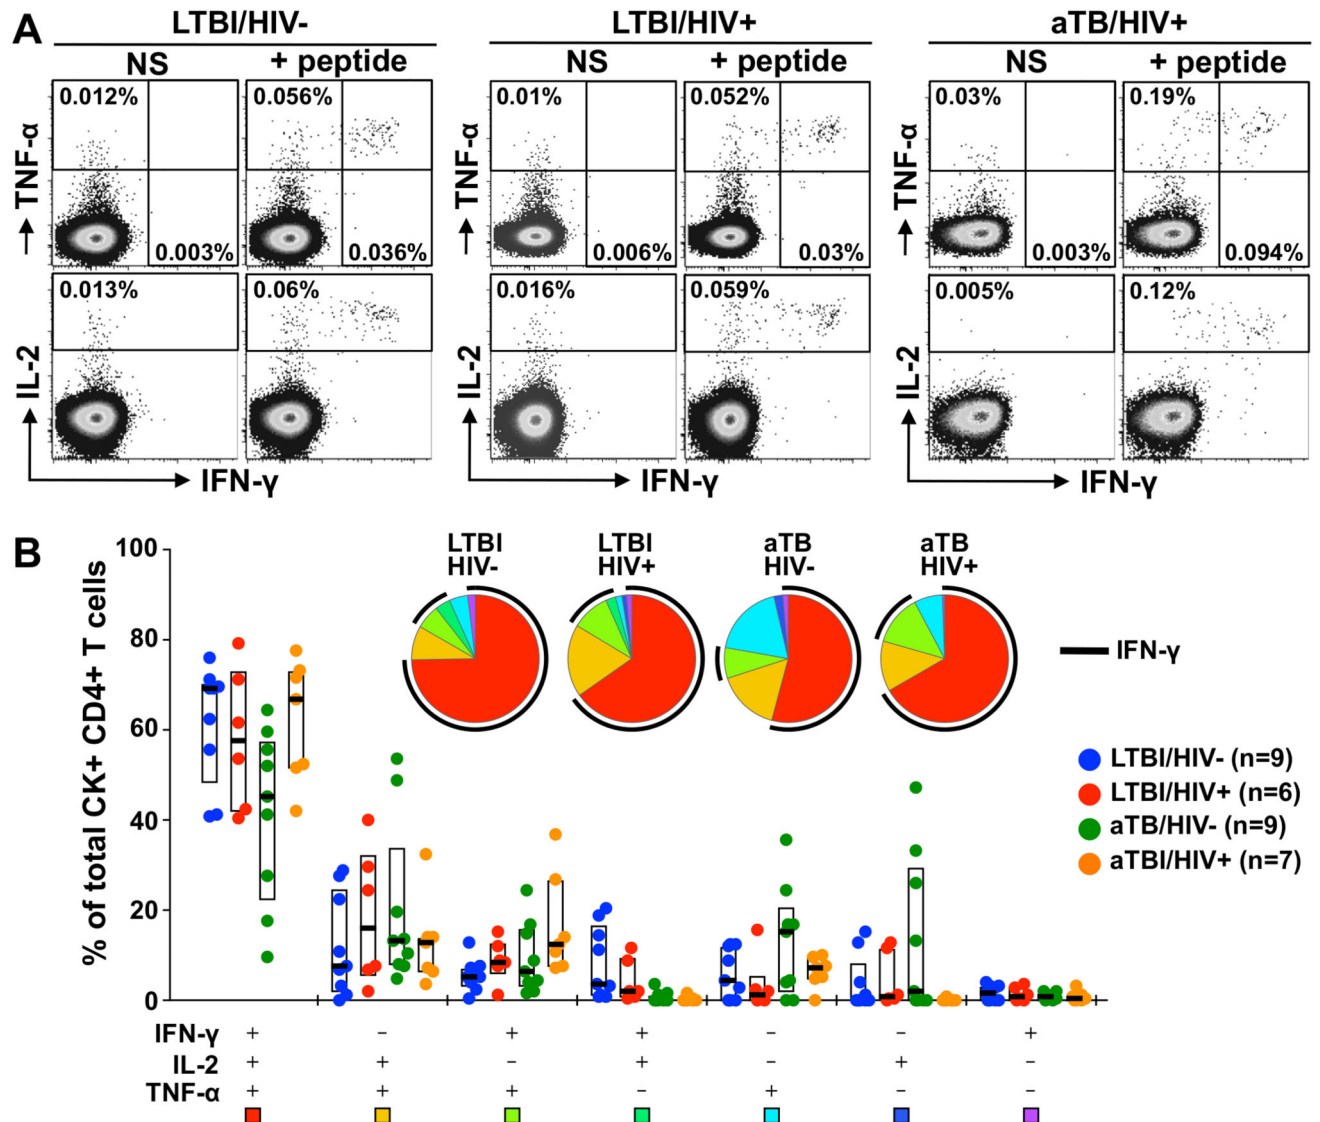 A
LTBI/HIV- LTBI/HIV+ aTB/HIV+
NS + peptide NS + peptide NS + peptide
0.012% 0.056% 0.01% 0.052% 0.03% 0.19%
TNF-α TNF-α TNF-α
0.003% 0.036% 0.006% 0.03% 0.003% 0.094%
0.013% 0.06% 0.016% 0.059% 0.005% 0.12%
IL-2 IL-2 IL-2
IFN-γ IFN-γ IFN-γ
B
% of total CK+ CD4+ T cells
100
80
60
40
20
0
LTBI LTBI aTB aTB
HIV- HIV+ HIV- HIV+
IFN-γ
LTBI/HIV- (n=9)
LTBI/HIV+ (n=6)
aTB/HIV- (n=9)
aTBI/HIV+ (n=7)
IFN-γ + - + + - - +
IL-2 + + - + - + -
TNF-α + + + - + - -